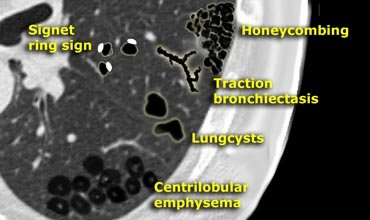 Signet
ring sign
Honeycombing
Traction
bronchiectasis
Lungcysts
Centrilobular
emphysema